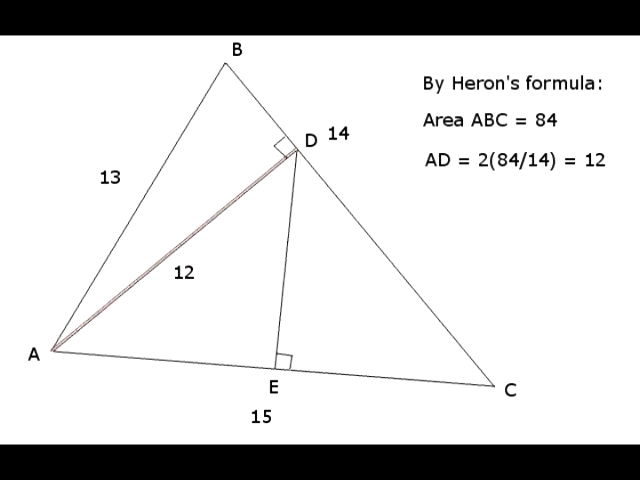 B
By Heron's formula:
Area ABC = 84
D 14
AD = 2(84/14) = 12
13
12
A
E
C
15